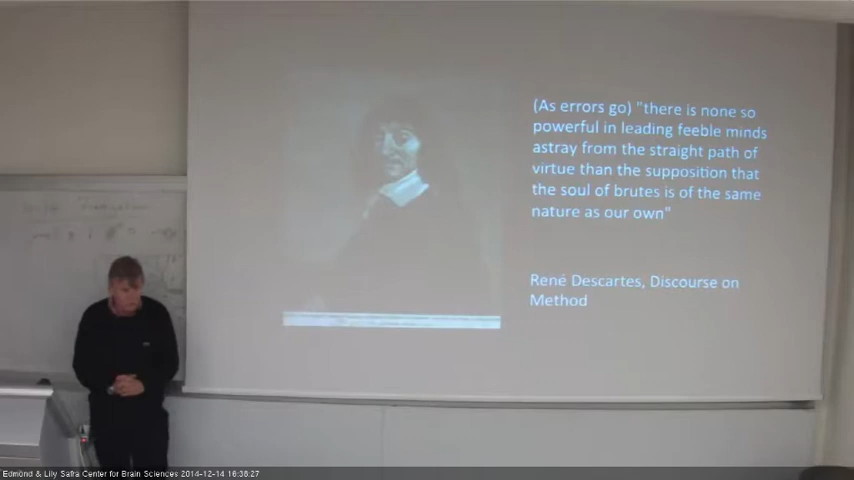 (As errors go) "there is none so
powerful in leading feeble minds
astray from the straight path of
virtue than the supposition that
the soul of brutes is of the same
nature as our own"
René Descartes, Discourse on
Method
Edmond & Lily Safra Center for Brain Sciences 2014-12-14 16:38:27